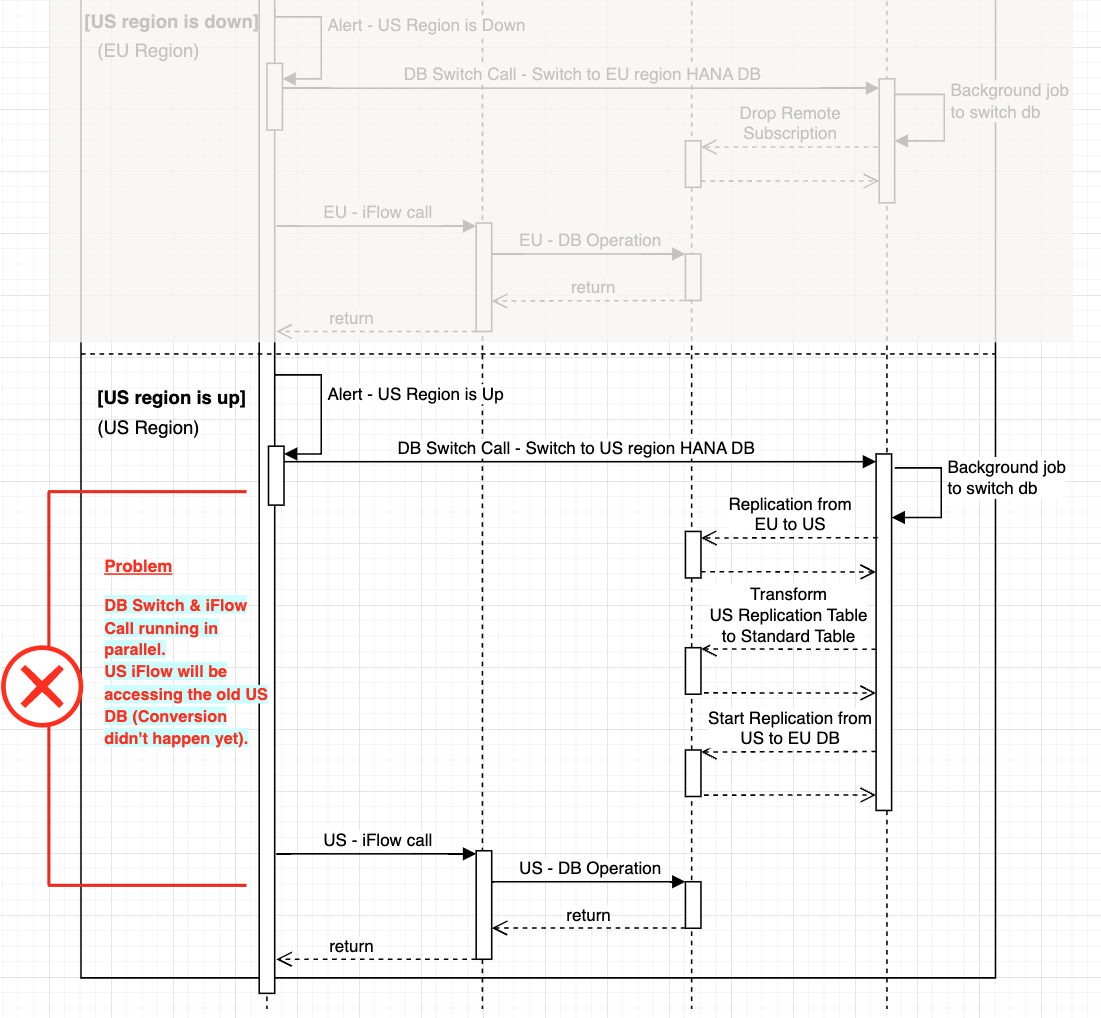 [US region is down]
(EU Region)
Alert - US Region is Down
DB Switch Call - Switch to EU region HANA DB
Background job
to switch db
Drop Remote
Subscription
EU - iFlow call
EU - DB Operation
return
return
[US region is up]
(US Region)
Alert - US Region is Up
DB Switch Call - Switch to US region HANA DB
Background job
to switch db
Replication from
EU to US
Problem
DB Switch & iFlow
Call running in
parallel.
US iFlow will be
accessing the old US
DB (Conversion
didn't happen yet).
Transform
US Replication Table
to Standard Table
Start Replication from
US to EU DB
US - iFlow call
US - DB Operation
return
return